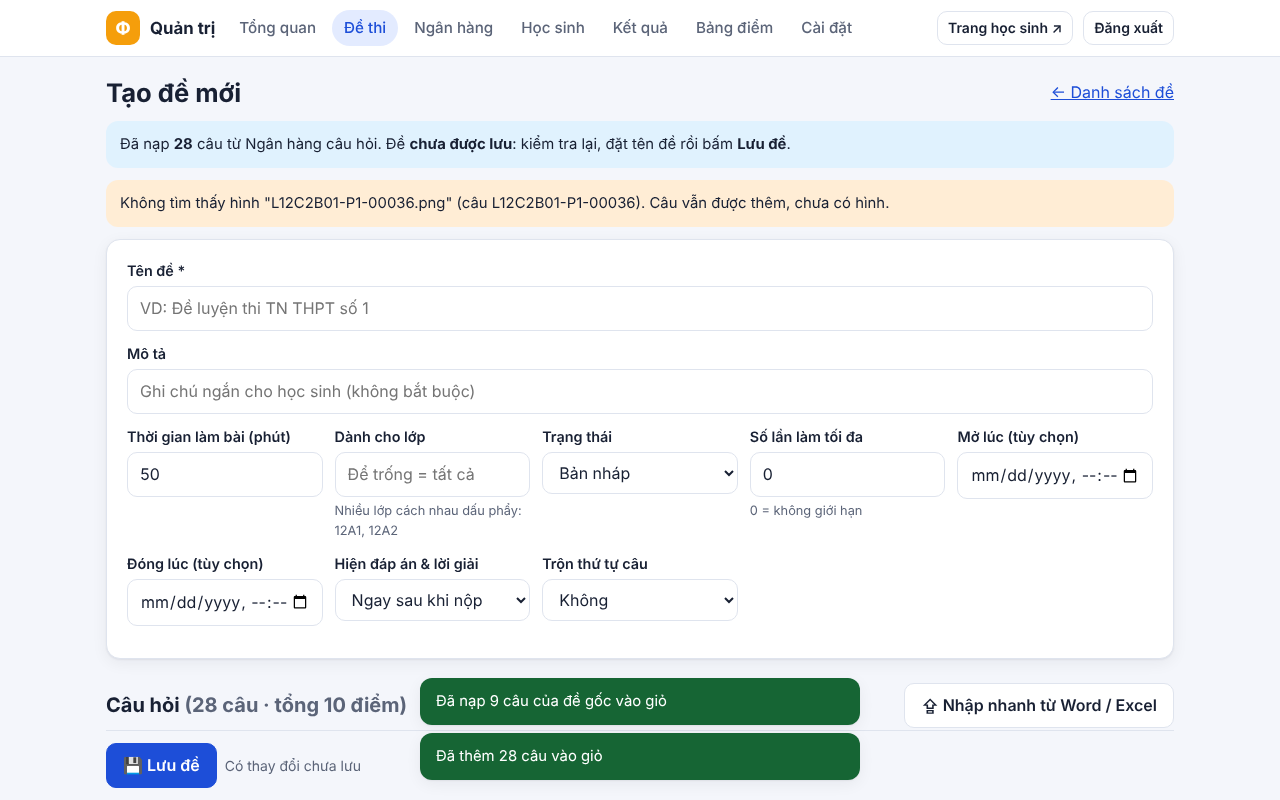 Φ Quản trị Tổng quan Đề thi Ngân hàng Học sinh Kết quả Bảng điểm Cài đặt Trang học sinh ↗ Đăng xuất
Tạo đề mới ← Danh sách đề
Đã nạp 28 câu từ Ngân hàng câu hỏi. Đề chưa được lưu: kiểm tra lại, đặt tên đề rồi bấm Lưu đề.
Không tìm thấy hình "L12C2B01-P1-00036.png" (câu L12C2B01-P1-00036). Câu vẫn được thêm, chưa có hình.
Tên đề *
VD: Đề luyện thi TN THPT số 1
Mô tả
Ghi chú ngắn cho học sinh (không bắt buộc)
Thời gian làm bài (phút) Dành cho lớp Trạng thái Số lần làm tối đa Mở lúc (tùy chọn)
50 Để trống = tất cả Bản nháp 0 mm/dd/yyyy, --:--
Nhiều lớp cách nhau dấu phẩy: 0 = không giới hạn
12A1, 12A2
Đóng lúc (tùy chọn) Hiện đáp án & lời giải Trộn thứ tự câu
mm/dd/yyyy, --:-- Ngay sau khi nộp Không
Câu hỏi (28 câu · tổng 10 điểm) Đã nạp 9 câu của đề gốc vào giỏ ⇪ Nhập nhanh từ Word / Excel
💾 Lưu đề Có thay đổi chưa lưu Đã thêm 28 câu vào giỏ